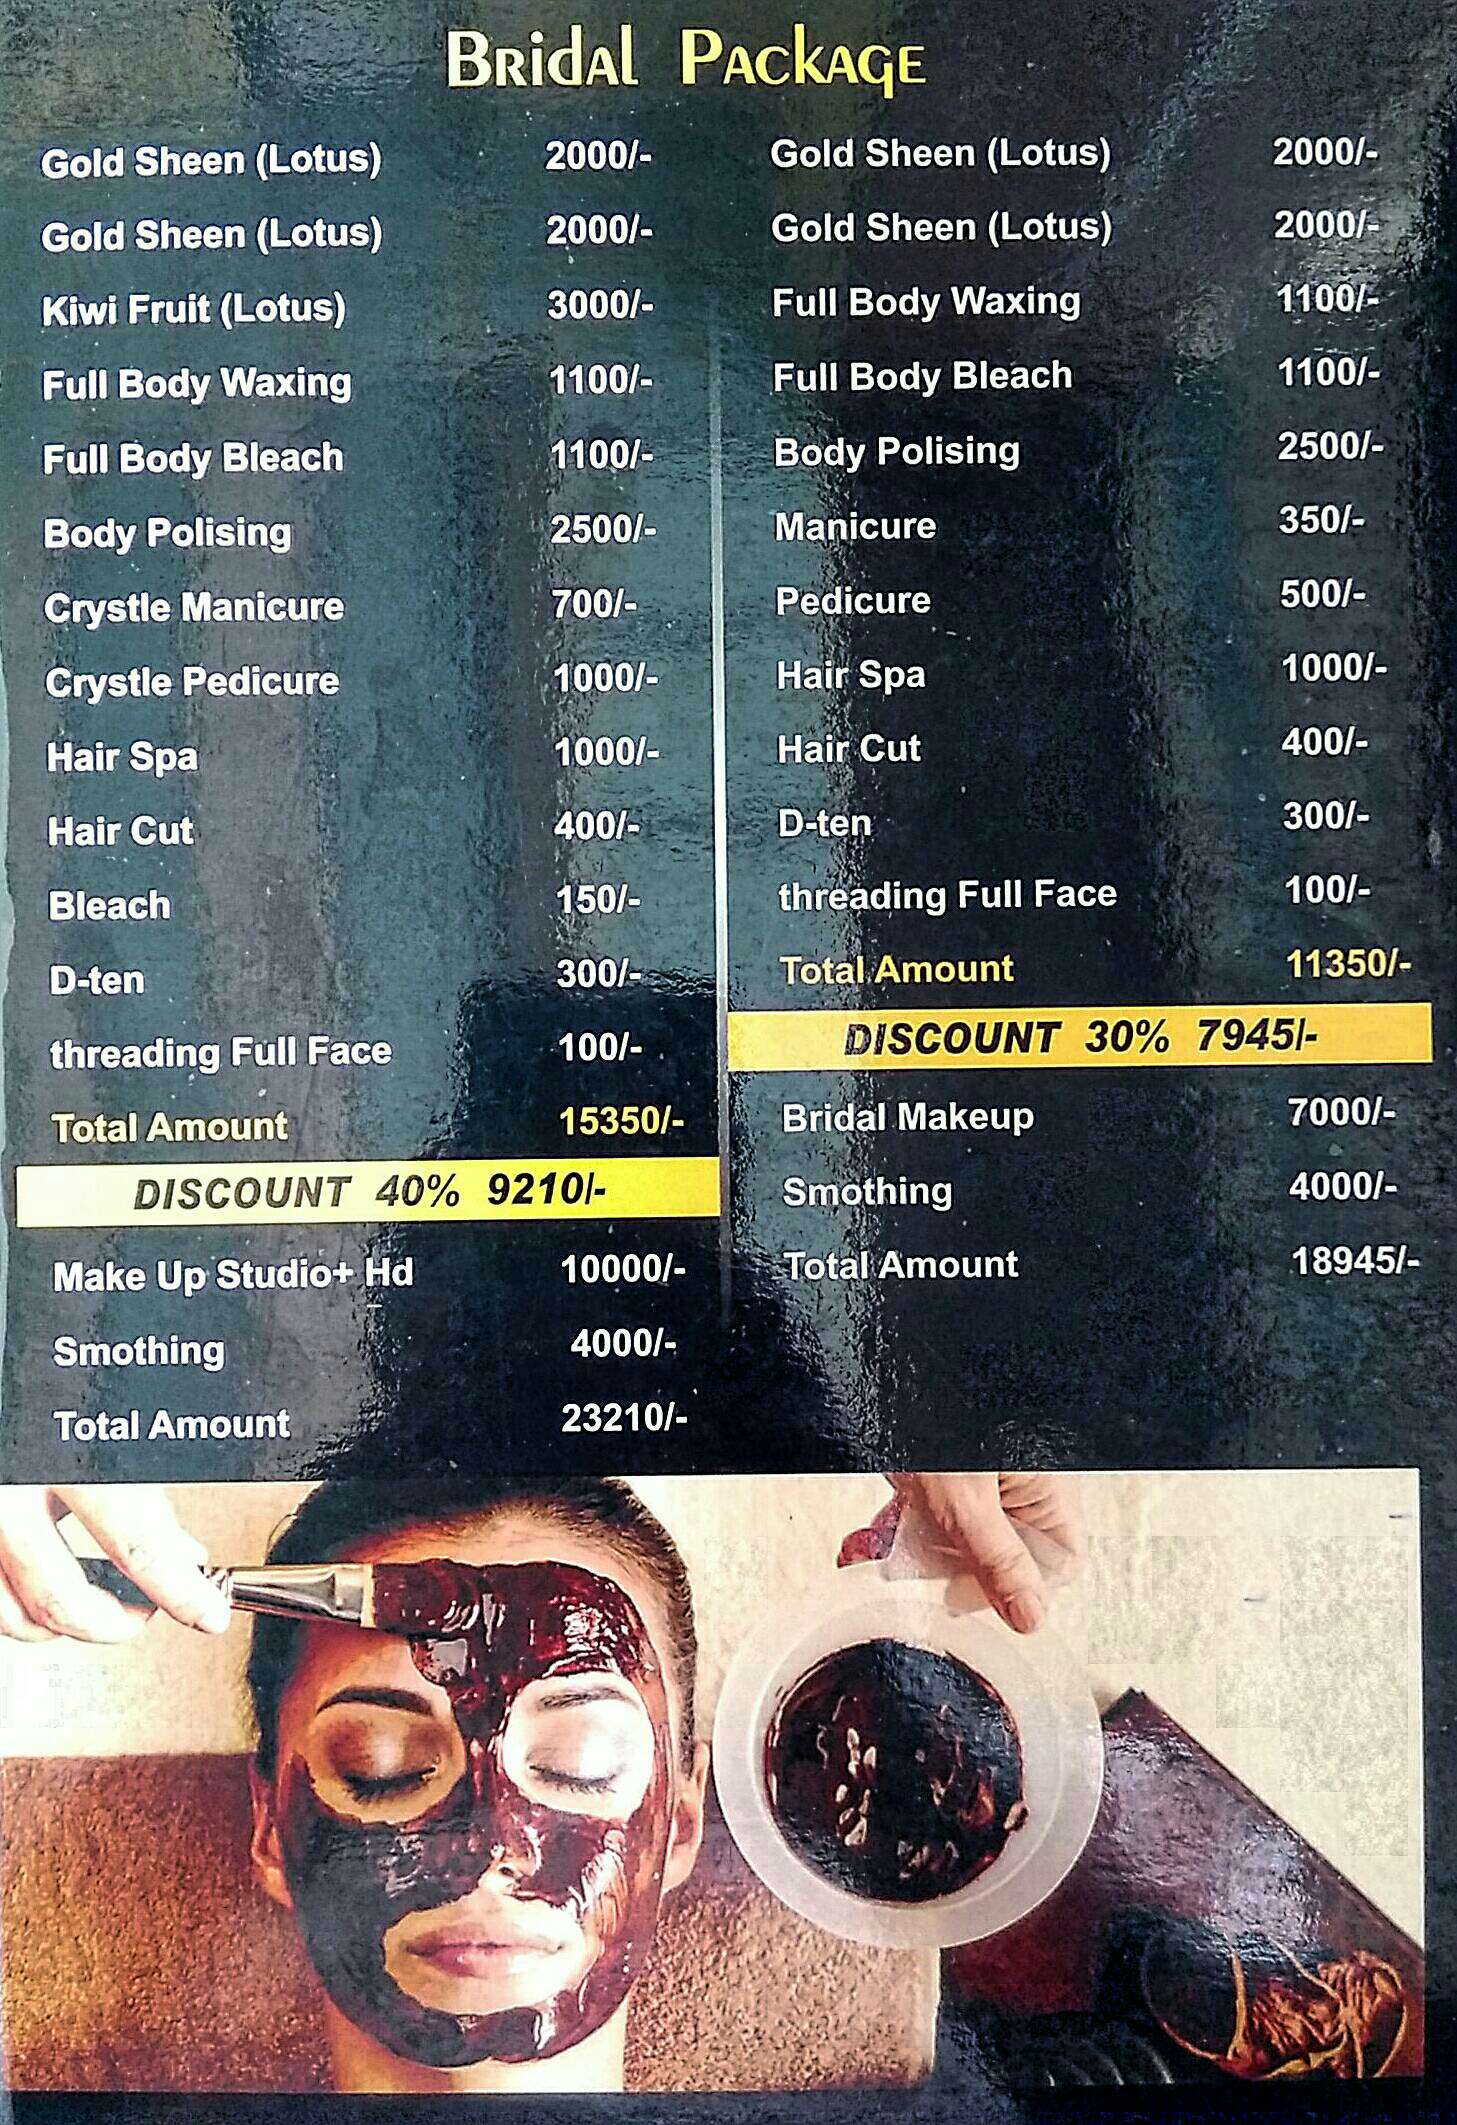 Bridal Package
Gold Sheen (Lotus) 2000/-
Gold Sheen (Lotus) 2000/-
Kiwi Fruit (Lotus) 3000/-
Full Body Waxing 1100/-
Full Body Bleach 1100/-
Body Polising 2500/-
Crystle Manicure 700/-
Crystle Pedicure 1000/-
Hair Spa 1000/-
Hair Cut 400/-
Bleach 150/-
D-ten 300/-
threading Full Face 100/-
Total Amount 15350/-
DISCOUNT 40% 9210/-
Make Up Studio+ Hd 10000/-
Smothing 4000/-
Total Amount 23210/-
Gold Sheen (Lotus) 2000/-
Gold Sheen (Lotus) 2000/-
Full Body Waxing 1100/-
Full Body Bleach 1100/-
Body Polising 2500/-
Manicure 350/-
Pedicure 500/-
Hair Spa 1000/-
Hair Cut 400/-
D-ten 300/-
threading Full Face 100/-
Total Amount 11350/-
DISCOUNT 30% 7945/-
Bridal Makeup 7000/-
Smothing 4000/-
Total Amount 18945/-